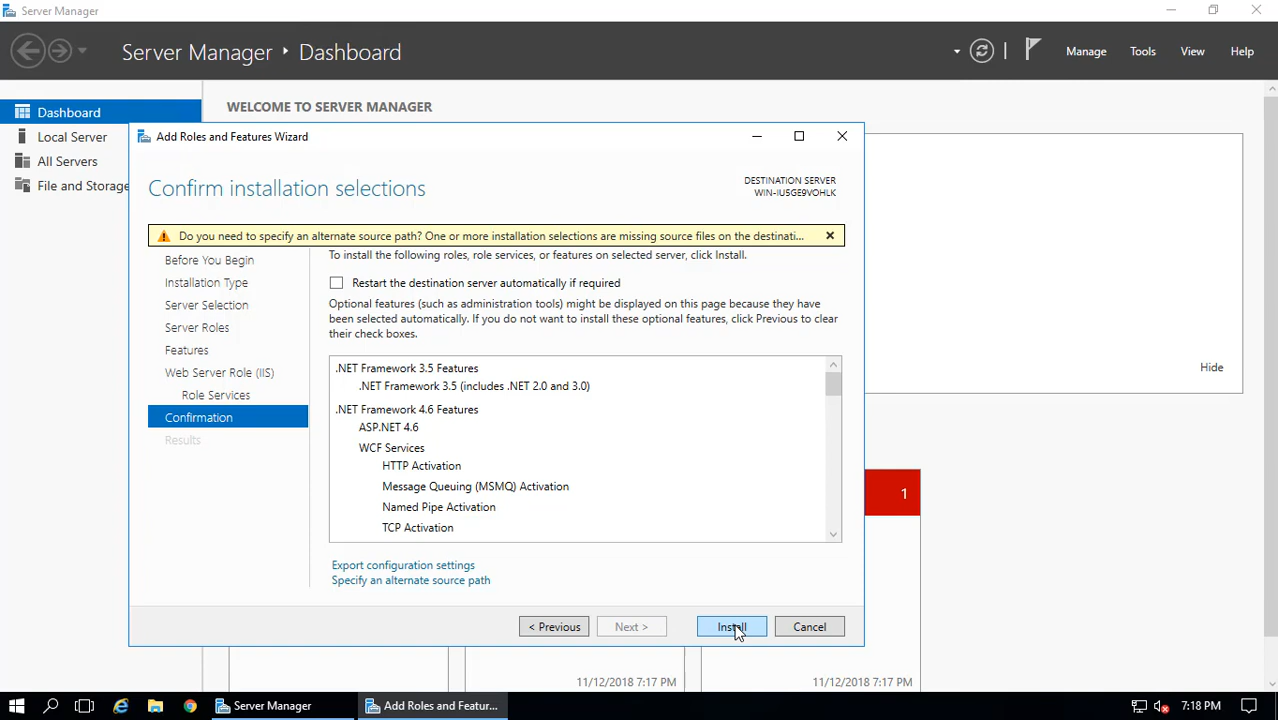 Server Manager
Server Manager ‣ Dashboard
Manage
Tools
View
Help
Dashboard
Local Server
All Servers
File and Storage
WELCOME TO SERVER MANAGER
Hide
Add Roles and Features Wizard
Confirm installation selections
DESTINATION SERVER
WIN-IU5GE9VOHLK
Do you need to specify an alternate source path? One or more installation selections are missing source files on the destinati...
Before You Begin
Installation Type
Server Selection
Server Roles
Features
Web Server Role (IIS)
Role Services
Confirmation
Results
To install the following roles, role services, or features on selected server, click Install.
Restart the destination server automatically if required
Optional features (such as administration tools) might be displayed on this page because they have
been selected automatically. If you do not want to install these optional features, click Previous to clear
their check boxes.
.NET Framework 3.5 Features
.NET Framework 3.5 (includes .NET 2.0 and 3.0)
.NET Framework 4.6 Features
ASP.NET 4.6
WCF Services
HTTP Activation
Message Queuing (MSMQ) Activation
Named Pipe Activation
TCP Activation
Export configuration settings
Specify an alternate source path
< Previous
Next >
Install
Cancel
1
11/12/2018 7:17 PM
11/12/2018 7:17 PM
Server Manager
Add Roles and Featur...
7:18 PM